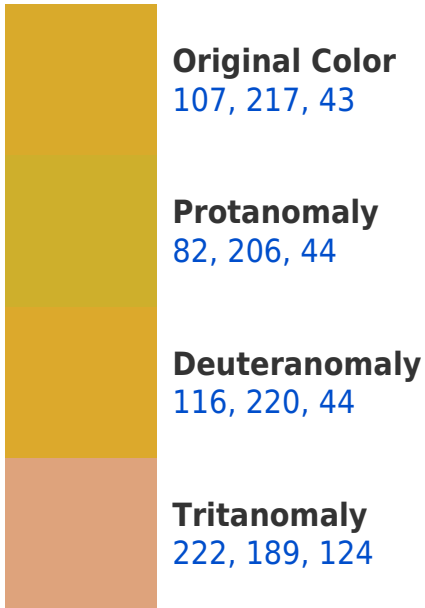 Original Color
107, 217, 43
Protanomaly
82, 206, 44
Deuteranomaly
116, 220, 44
Tritanomaly
222, 189, 124